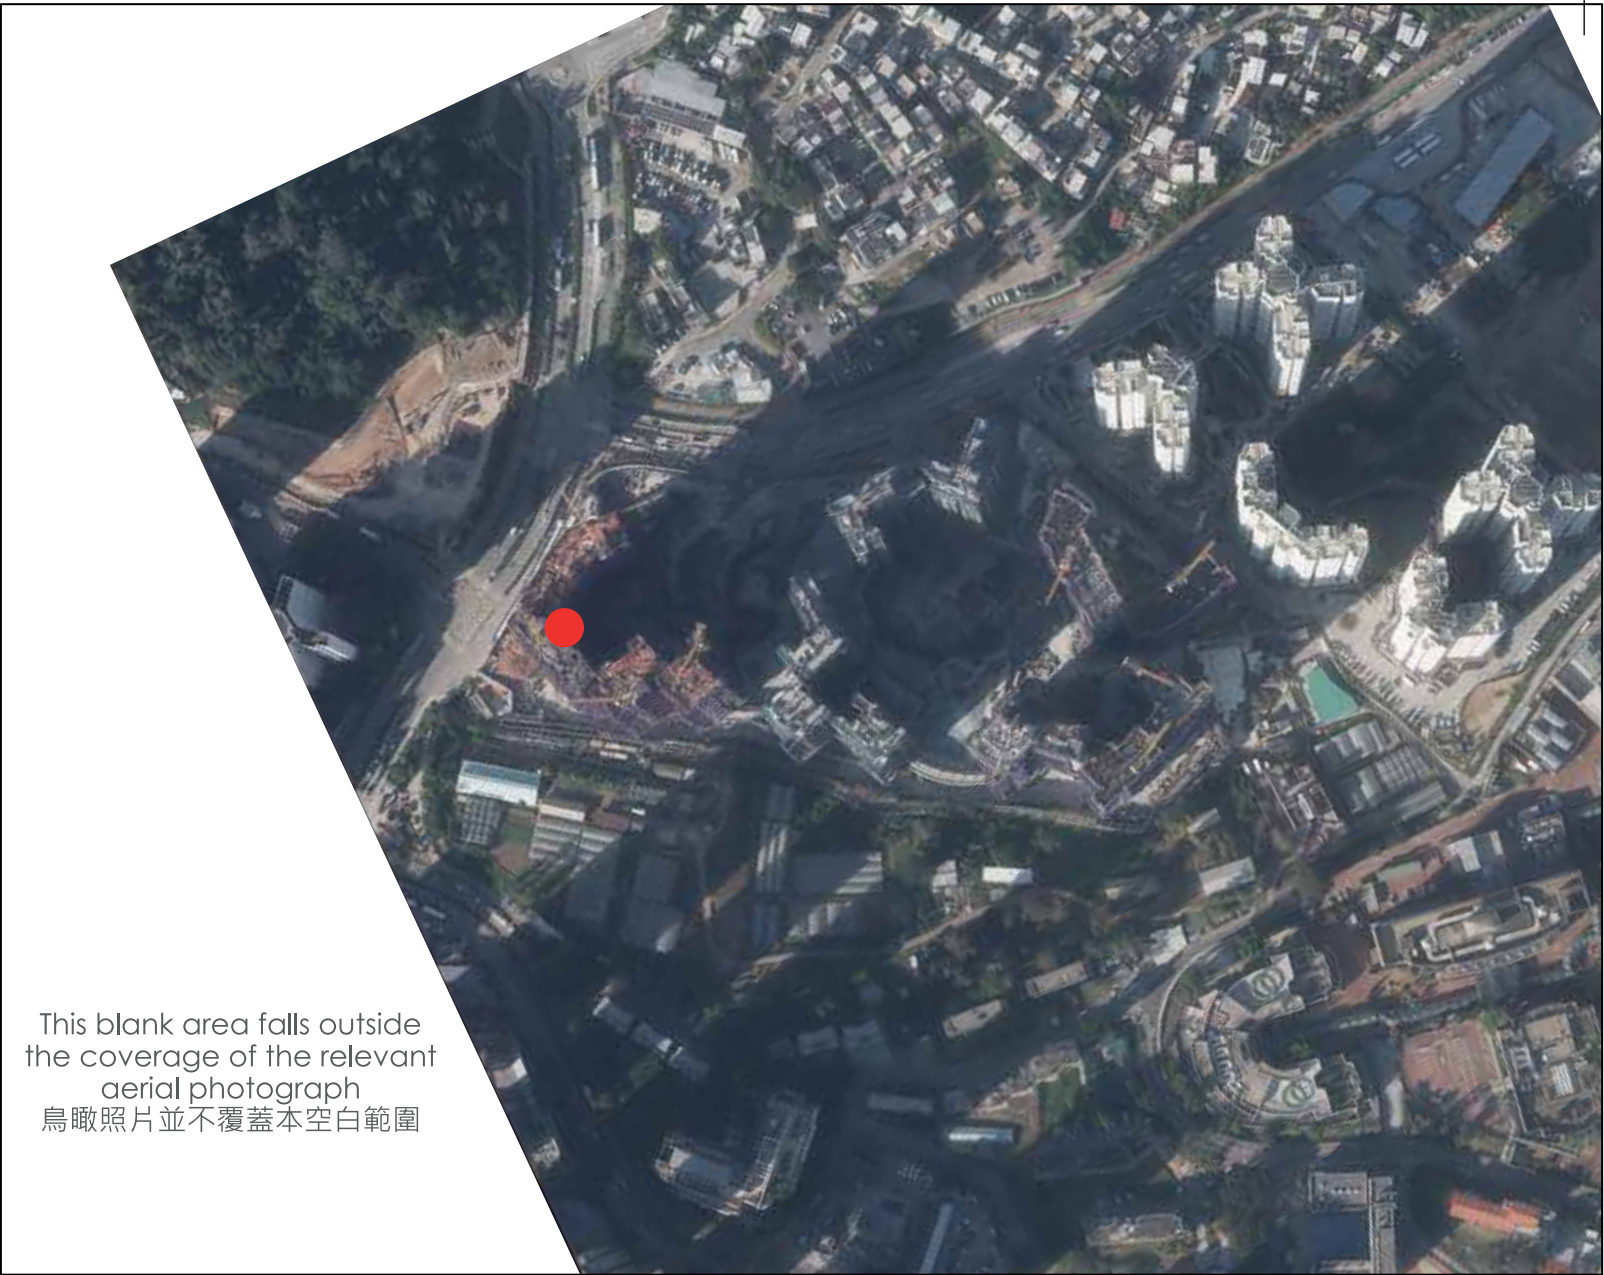 This blank area falls outside
the coverage of the relevant
aerial photograph
鳥瞰照片並不覆蓋本空白範圍